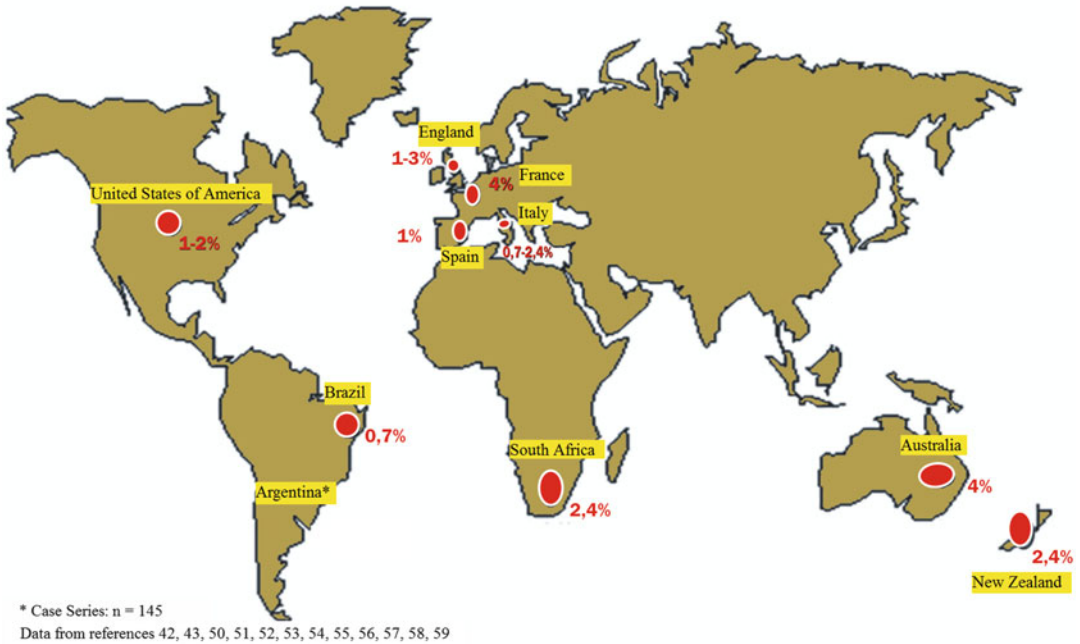 England
1-3%
France
4%
United States of America
1-2%
Italy
0,7-2,4%
1%
Spain
Brazil
0,7%
South Africa
2,4%
Argentina*
Australia
4%
2,4%
New Zealand
* Case Series: n = 145
Data from references 42, 43, 50, 51, 52, 53, 54, 55, 56, 57, 58, 59